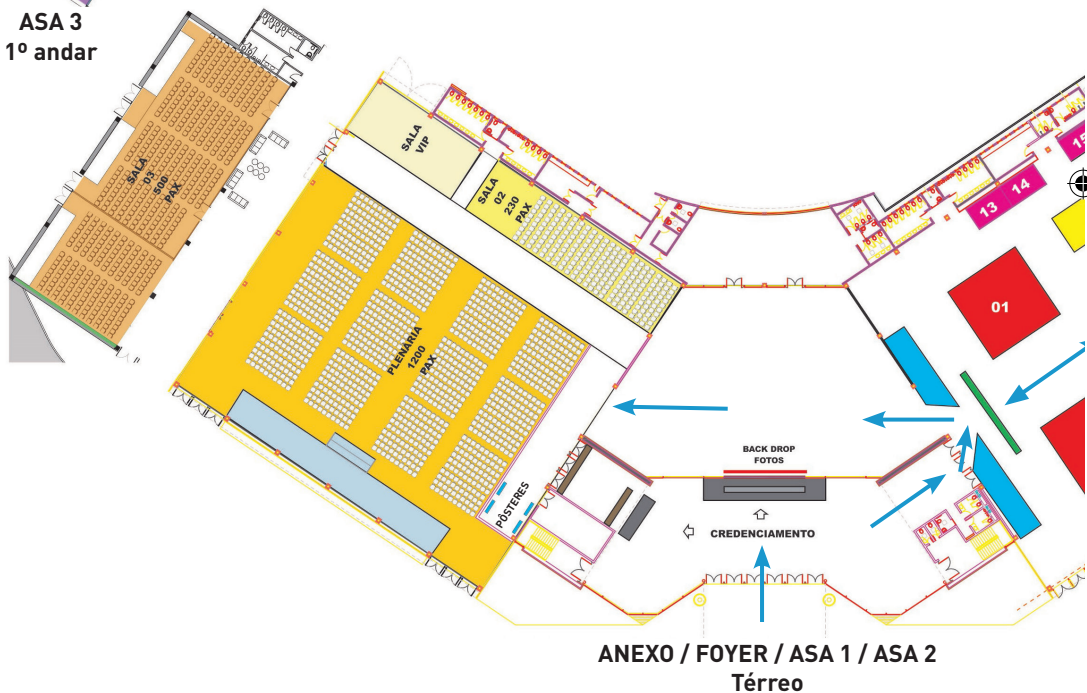 ASA 3
1º andar
SALA
03
500
PAX
SALA
VIP
SALA
02
230
PAX
PLENÁRIA
1200
PAX
PÔSTERES
BACK DROP
FOTOS
CREDENCIAMENTO
13
14
15
01
ANEXO / FOYER / ASA 1 / ASA 2
Térreo